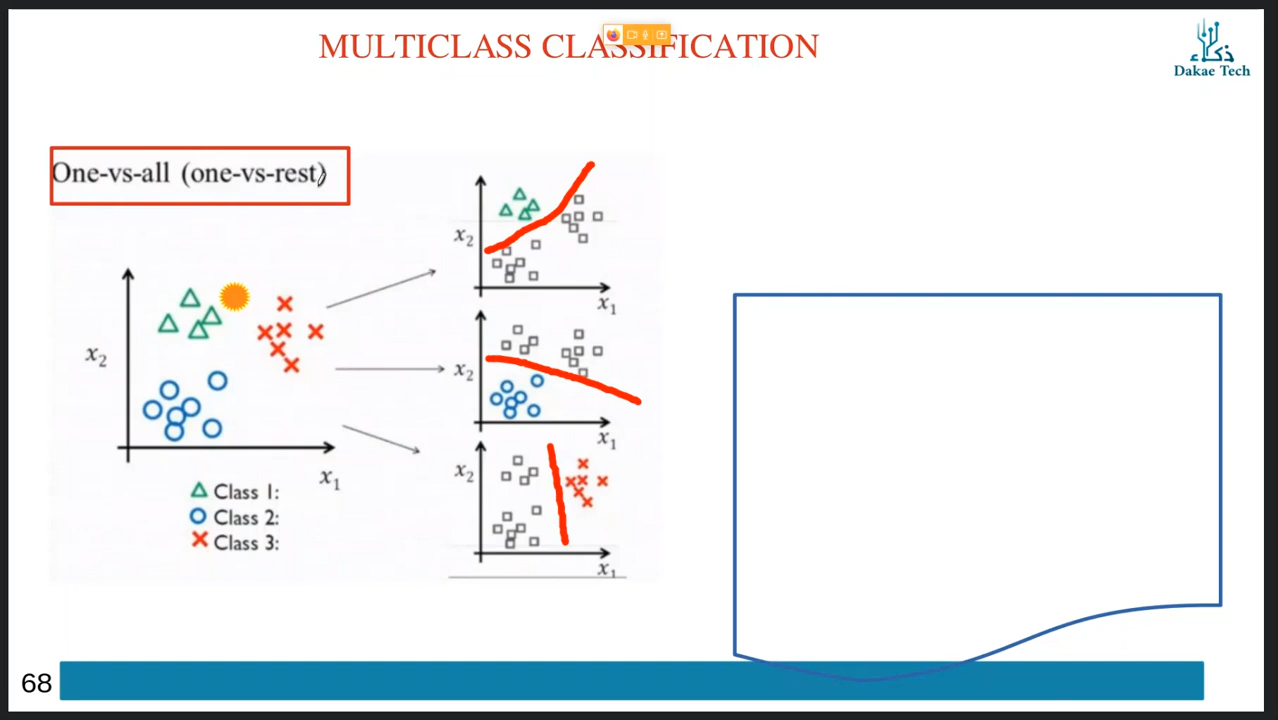 MULTICLASS CLASSIFICATION
ذكاء
Dakae Tech
One-vs-all (one-vs-rest)
x2
x1
Class 1:
Class 2:
Class 3:
x2
x1
x2
x1
x2
x1
68